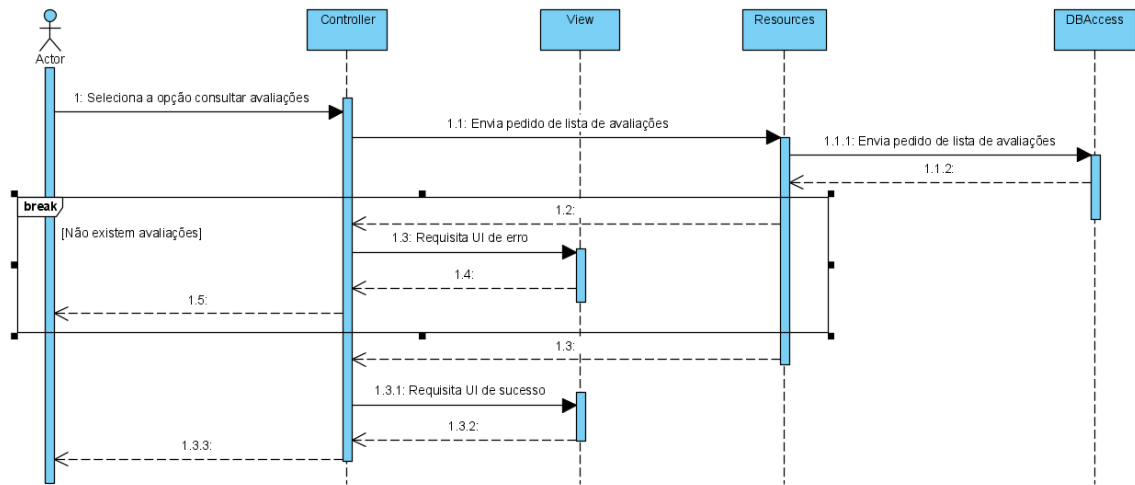 Controller
View
Resources
DBAccess
Actor
1: Seleciona a opção consultar avaliações
1.1: Envia pedido de lista de avaliações
1.1.1: Envia pedido de lista de avaliações
1.1.2:
break
1.2:
[Não existem avaliações]
1.3: Requisita UI de erro
1.4:
1.5:
1.3:
1.3.1: Requisita UI de sucesso
1.3.2:
1.3.3: